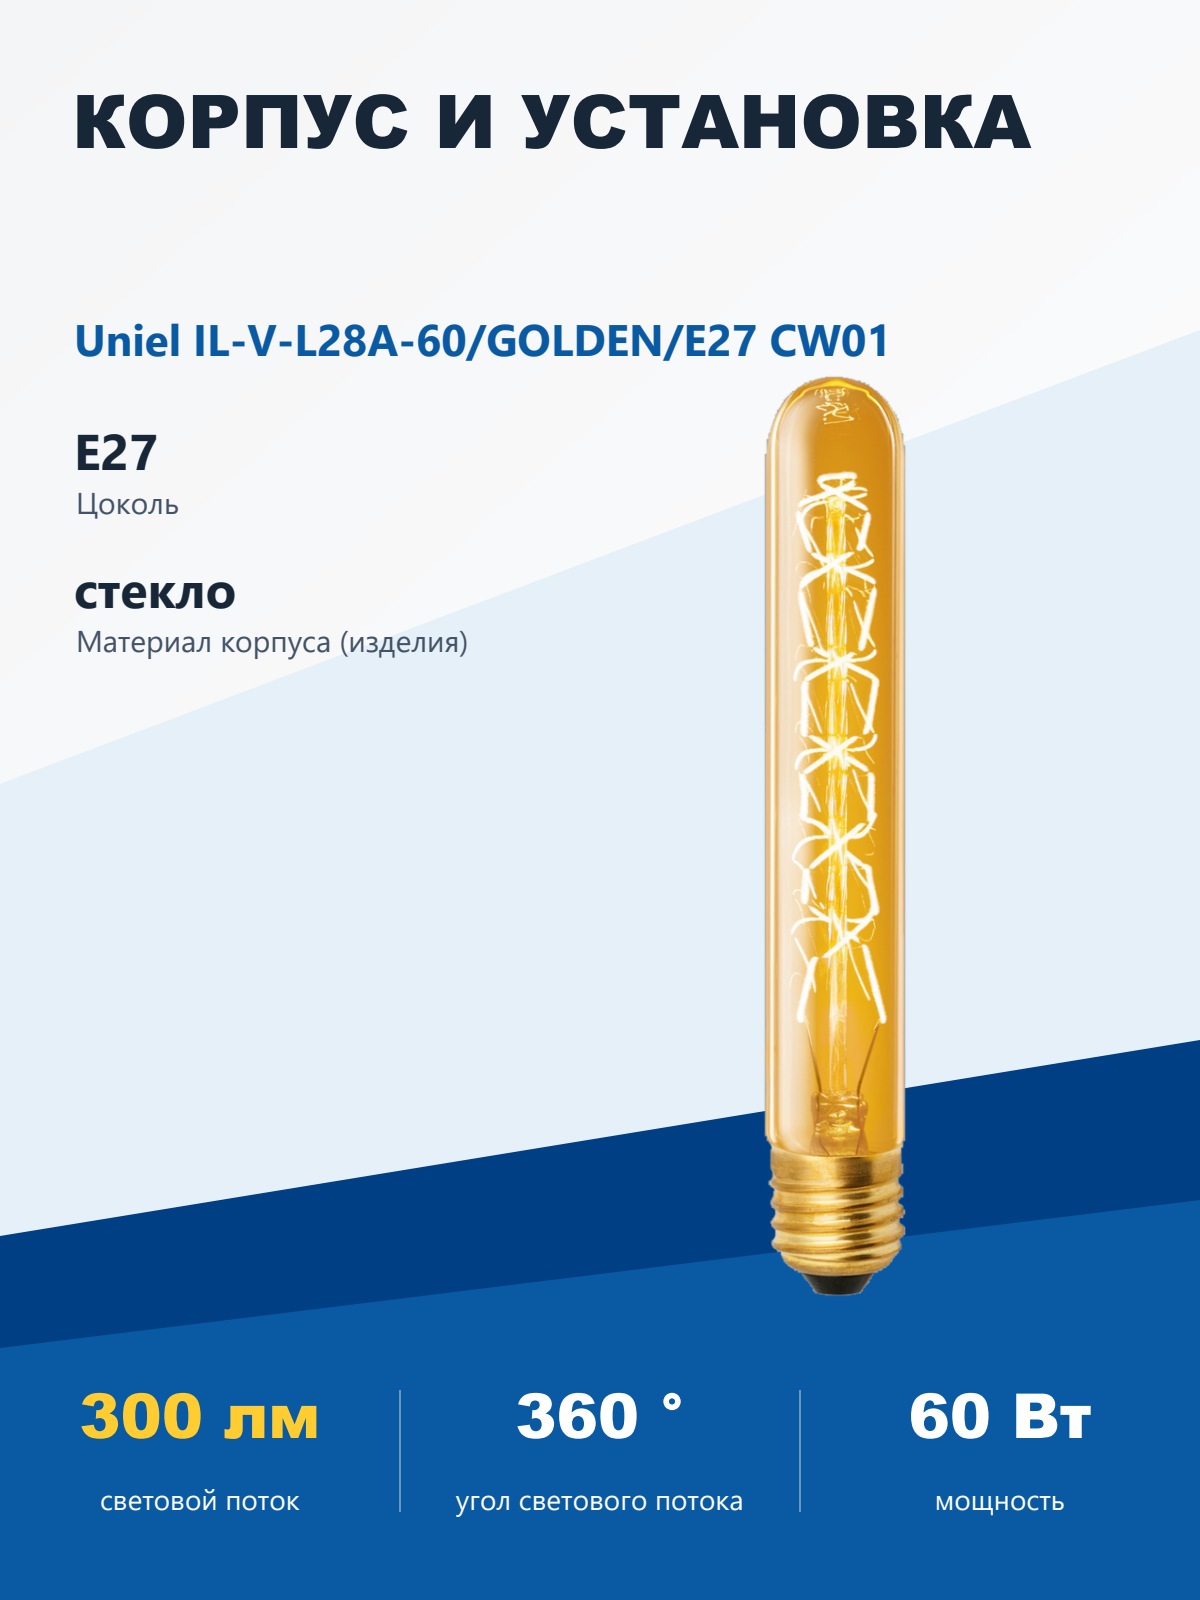 КОРПУС И УСТАНОВКА
Uniel IL-V-L28A-60/GOLDEN/E27 CW01
E27
Цоколь
стекло
Материал корпуса (изделия)
300 лм
360 °
60 Вт
световой поток
угол светового потока
мощность